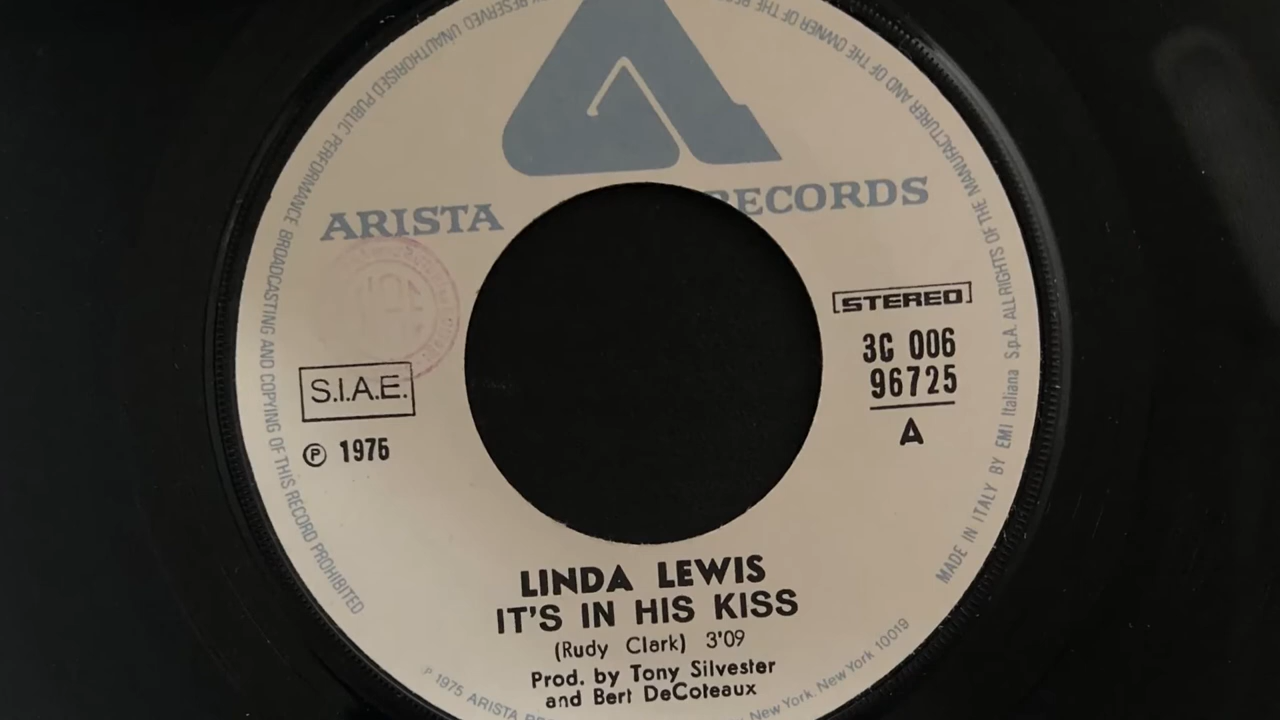 ARISTA RECORDS
STEREO
3C 006
96725
A
S.I.A.E.
℗ 1975
LINDA LEWIS
IT'S IN HIS KISS
(Rudy Clark) 3'09
Prod. by Tony Silvester
and Bert DeCoteaux
MADE IN ITALY BY EMI Italiana S.p.A. ALL RIGHTS OF THE MANUFACTURER AND OF THE OWNER OF THE
RESERVED UNAUTHORISED PUBLIC PERFORMANCE BROADCASTING AND COPYING OF THIS RECORD PROHIBITED
℗ 1975 ARISTA
New York, New York 10019